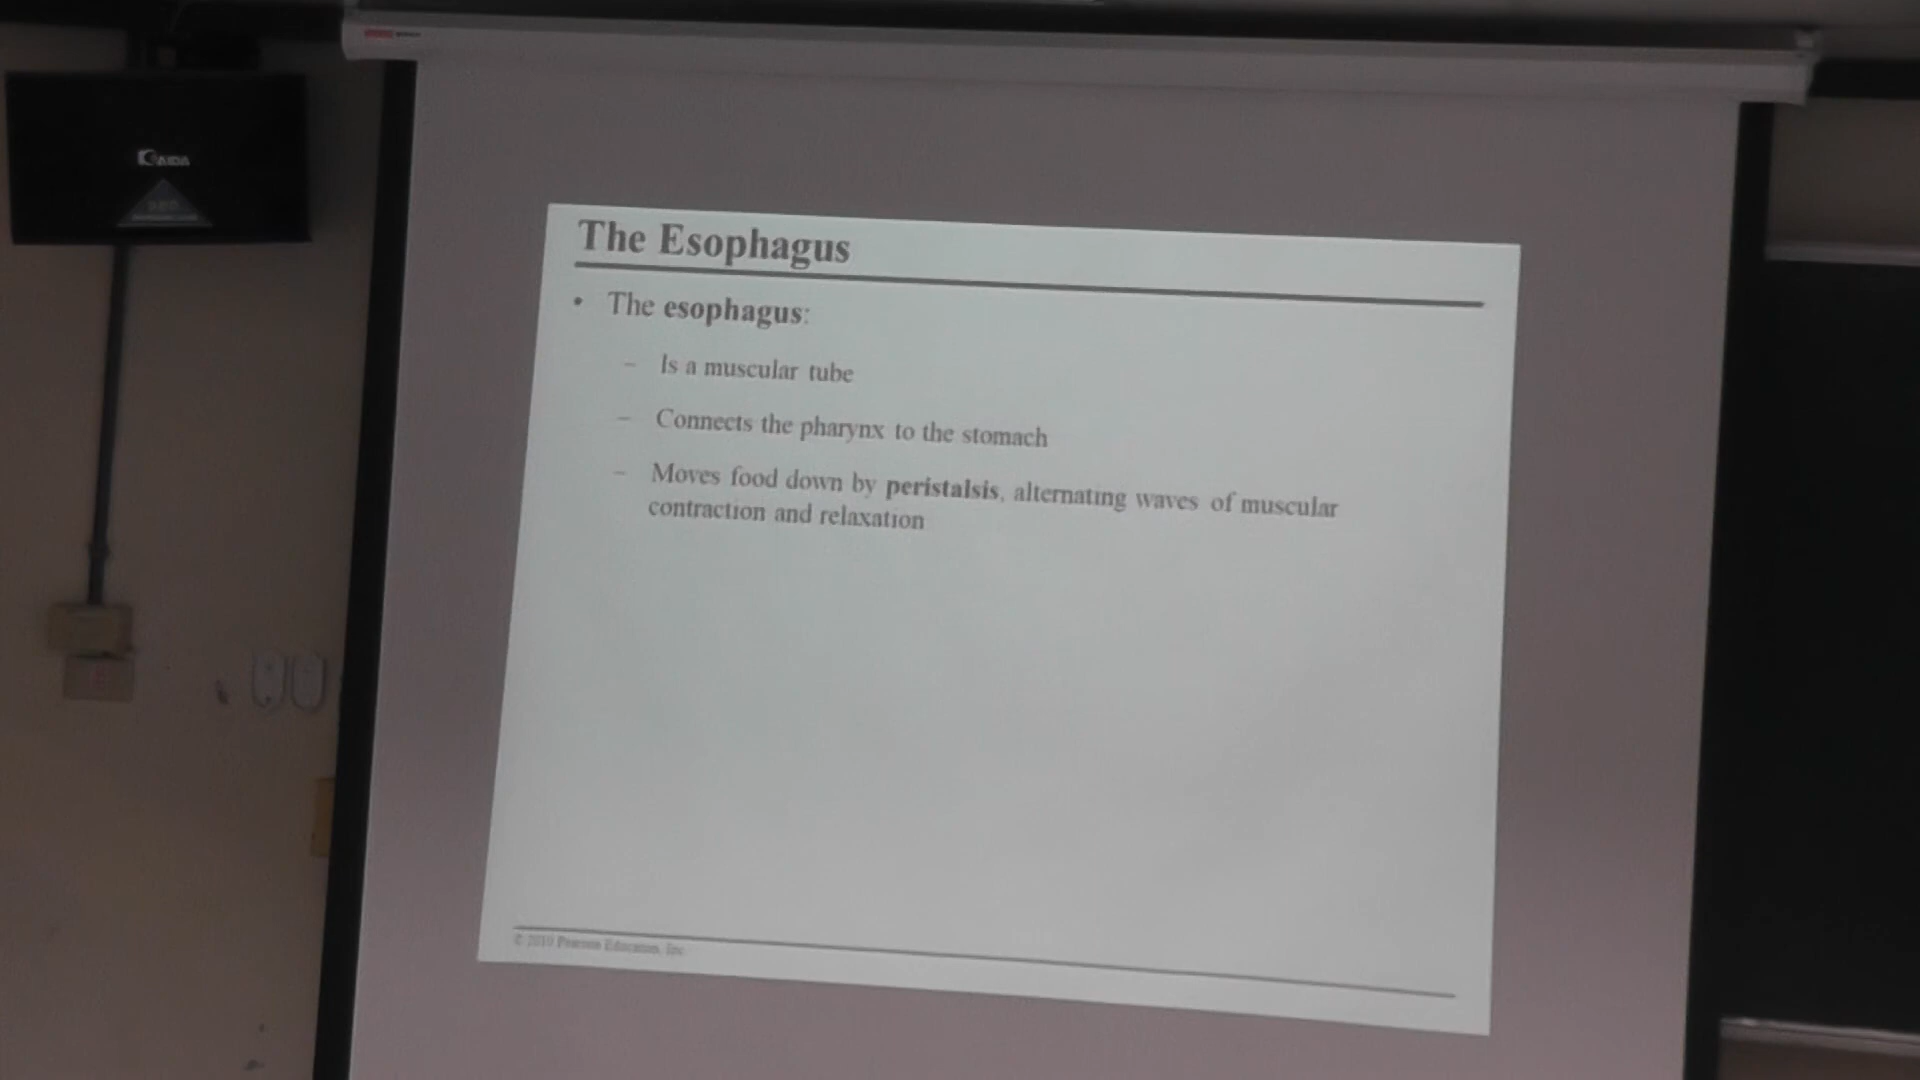 KAIDA
The Esophagus
• The esophagus:
– Is a muscular tube
– Connects the pharynx to the stomach
– Moves food down by peristalsis, alternating waves of muscular
contraction and relaxation
© 2010 Pearson Education, Inc.